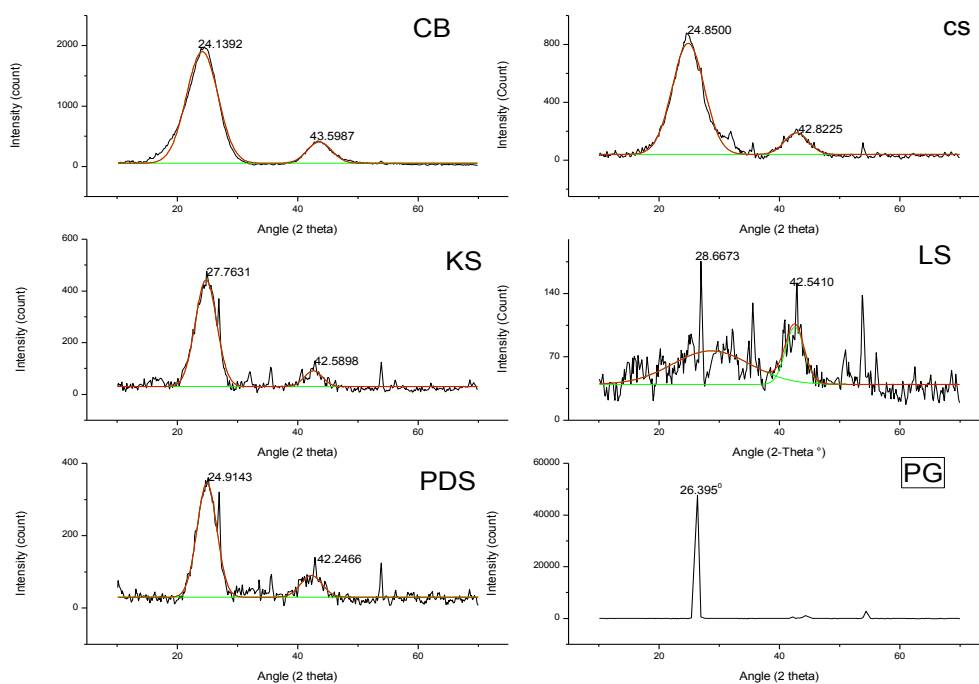 CB
24.1392
43.5987
2000
1000
0
20
40
60
Intensity (count)
Angle (2 theta)
cs
24.8500
42.8225
800
400
0
20
40
60
Intensity (Count)
Angle (2 theta)
KS
27.7631
42.5898
600
400
200
0
20
40
60
Intensity (count)
Angle (2 theta)
LS
28.6673
42.5410
140
70
0
20
40
60
Intensity (Count)
Angle (2-Theta °)
PDS
24.9143
42.2466
400
200
0
20
40
60
Intensity (count)
Angle (2 theta)
PG
26.395⁰
60000
40000
20000
0
20
40
60
Intensity (count)
Angle (2 theta)